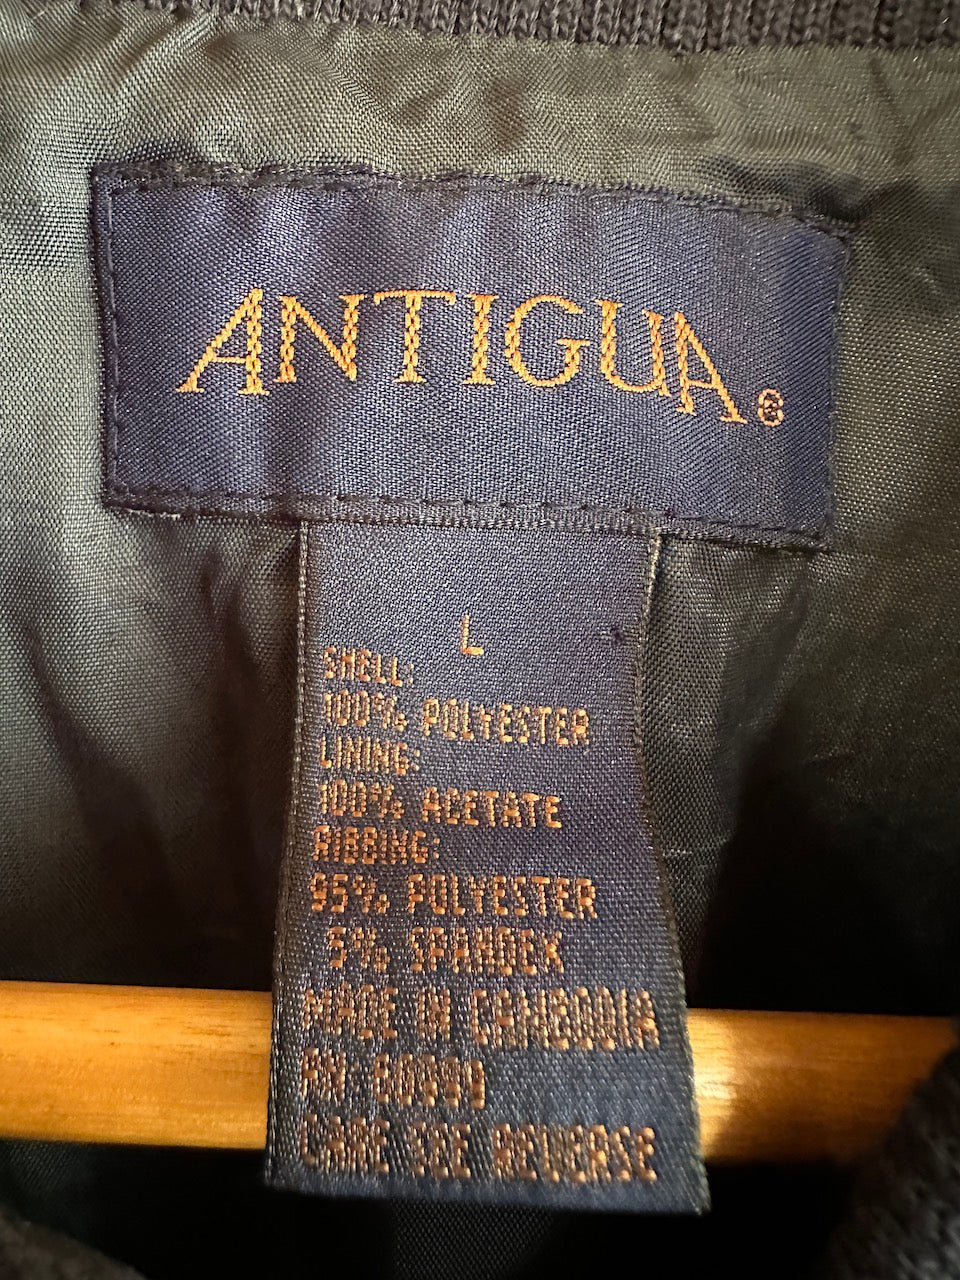 ANTIGUA®
L
SHELL:
100% POLYESTER
LINING:
100% ACETATE
RIBBING:
95% POLYESTER
5% SPANDEX
MADE IN CAMBODIA
RN
CARE SEE REVERSE